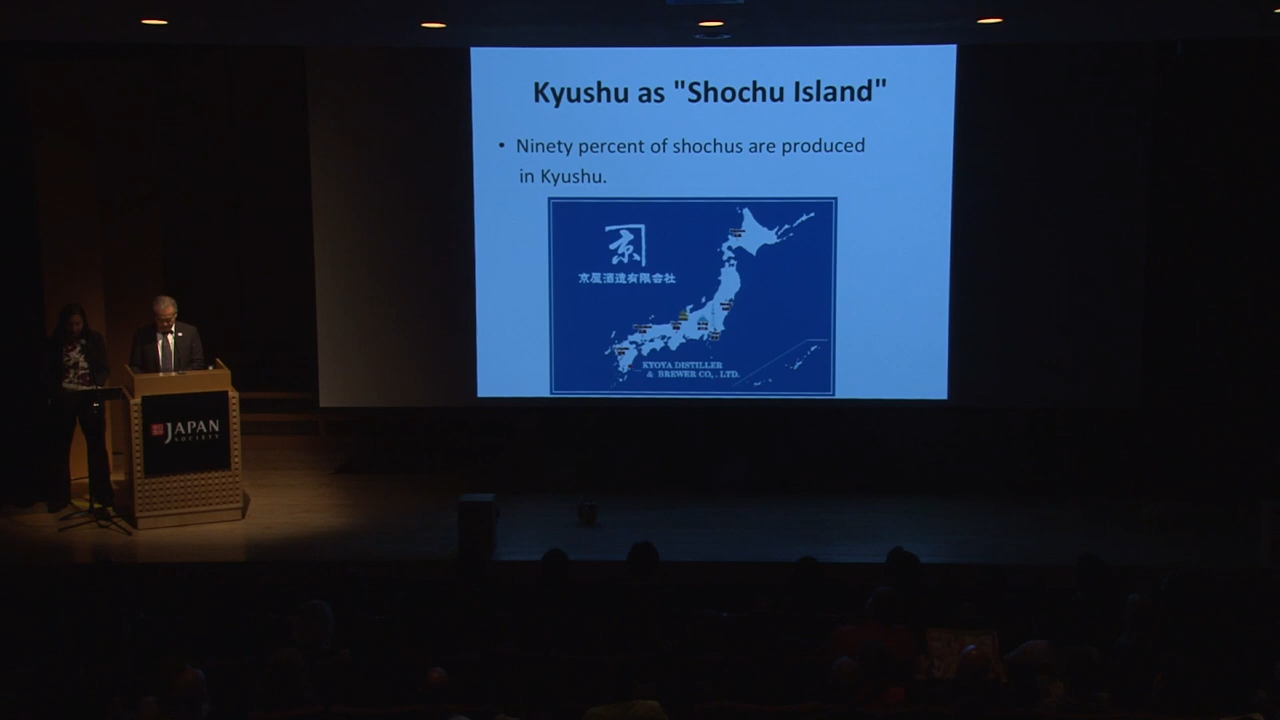 Kyushu as "Shochu Island"
• Ninety percent of shochus are produced
in Kyushu.
京
京屋酒造有限会社
KYOYA DISTILLER
& BREWER CO,. LTD.
JAPAN
SOCIETY